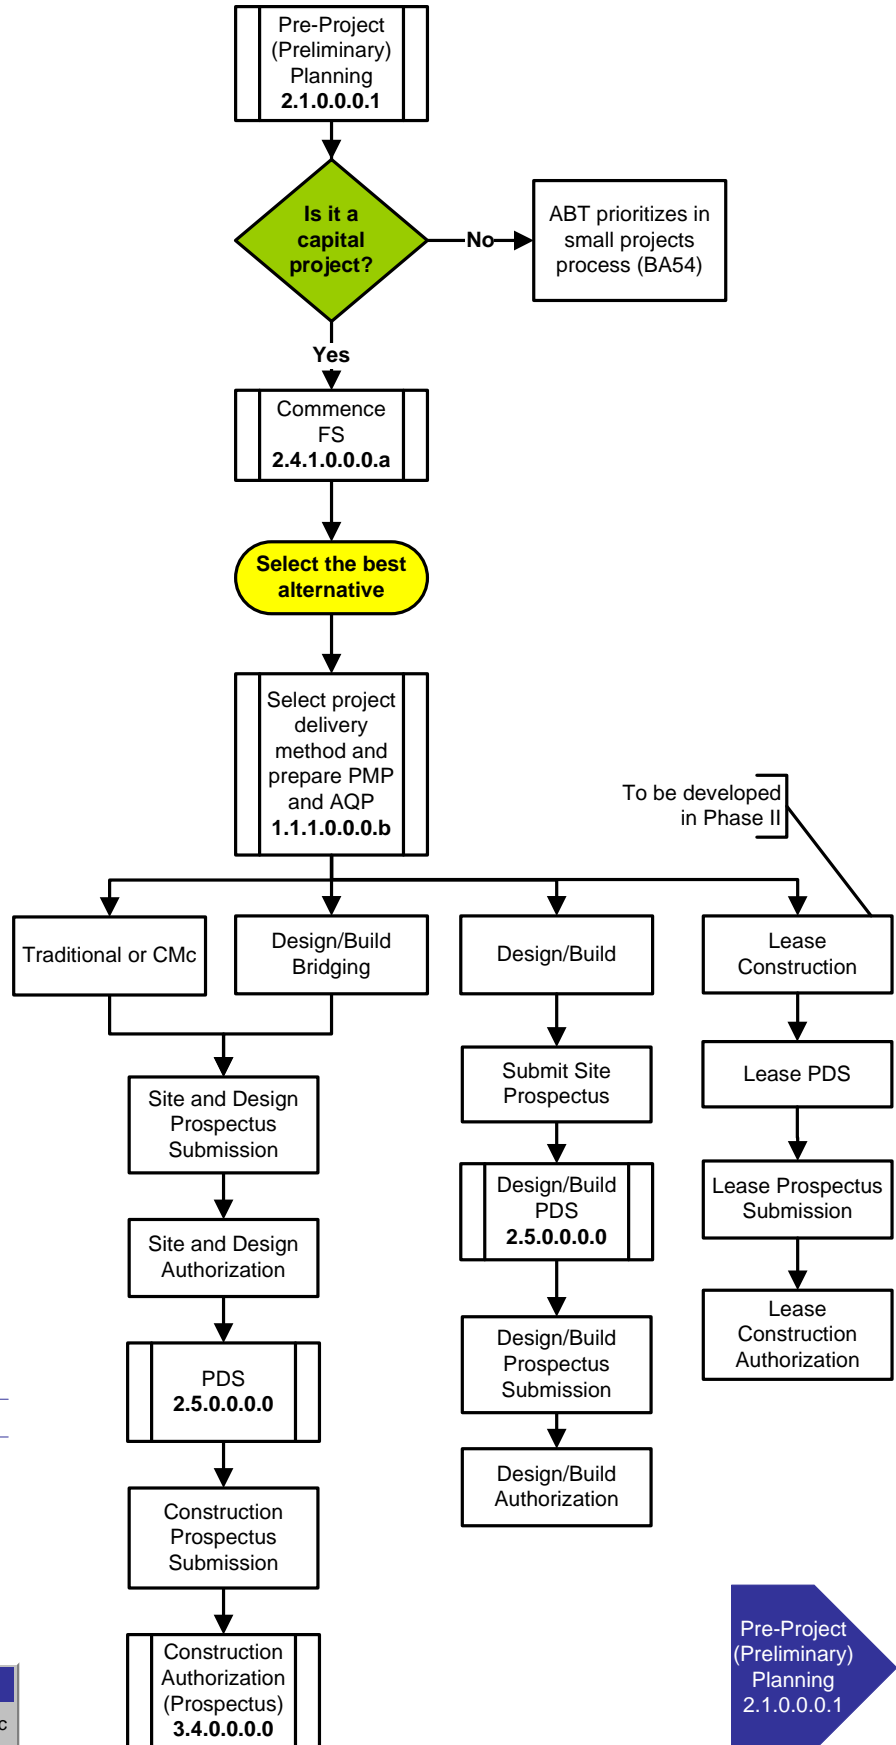 Pre-Project
(Preliminary)
Planning
2.1.0.0.0.1
Is it a
capital
project?
No
ABT prioritizes in
small projects
process (BA54)
Yes
Commence
FS
2.4.1.0.0.0.a
Select the best
alternative
Select project
delivery
method and
prepare PMP
and AQP
1.1.1.0.0.0.b
To be developed
in Phase II
Traditional or CMc
Design/Build
Bridging
Design/Build
Lease
Construction
Site and Design
Prospectus
Submission
Submit Site
Prospectus
Lease PDS
Site and Design
Authorization
Design/Build
PDS
2.5.0.0.0.0
Lease Prospectus
Submission
PDS
2.5.0.0.0.0
Design/Build
Prospectus
Submission
Lease
Construction
Authorization
Construction
Prospectus
Submission
Design/Build
Authorization
Construction
Authorization
(Prospectus)
3.4.0.0.0.0
Pre-Project
(Preliminary)
Planning
2.1.0.0.0.1
c